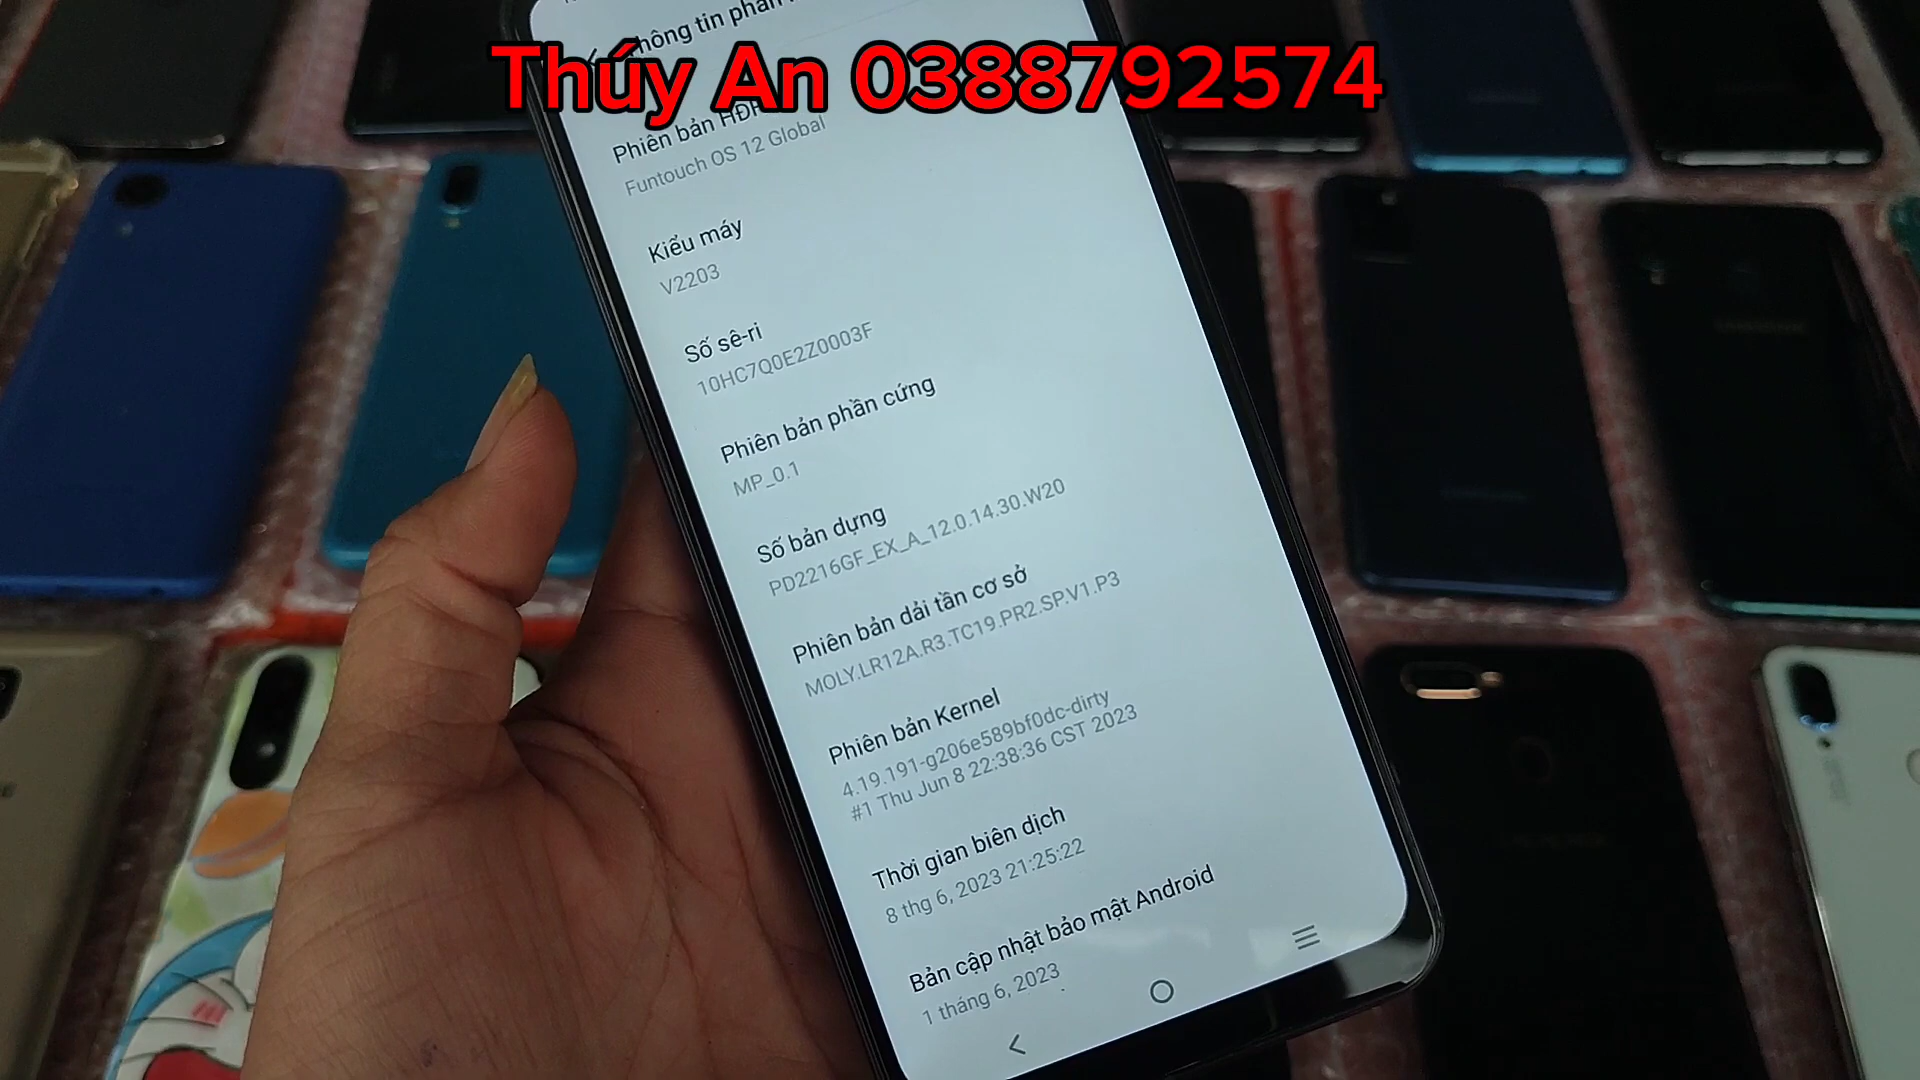 Thúy An 0388792574
hông tin phần
Phiên bản HĐH
Funtouch OS 12 Global
Kiểu máy
V2203
Số sê-ri
10HC7Q0E2Z0003F
Phiên bản phần cứng
MP_0.1
Số bản dựng
PD2216GF_EX_A_12.0.14.30.W20
Phiên bản dải tần cơ sở
MOLY.LR12A.R3.TC19.PR2.SP.V1.P3
Phiên bản Kernel
4.19.191-g206e589bf0dc-dirty
#1 Thu Jun 8 22:38:36 CST 2023
Thời gian biên dịch
8 thg 6, 2023 21:25:22
Bản cập nhật bảo mật Android
1 tháng 6, 2023